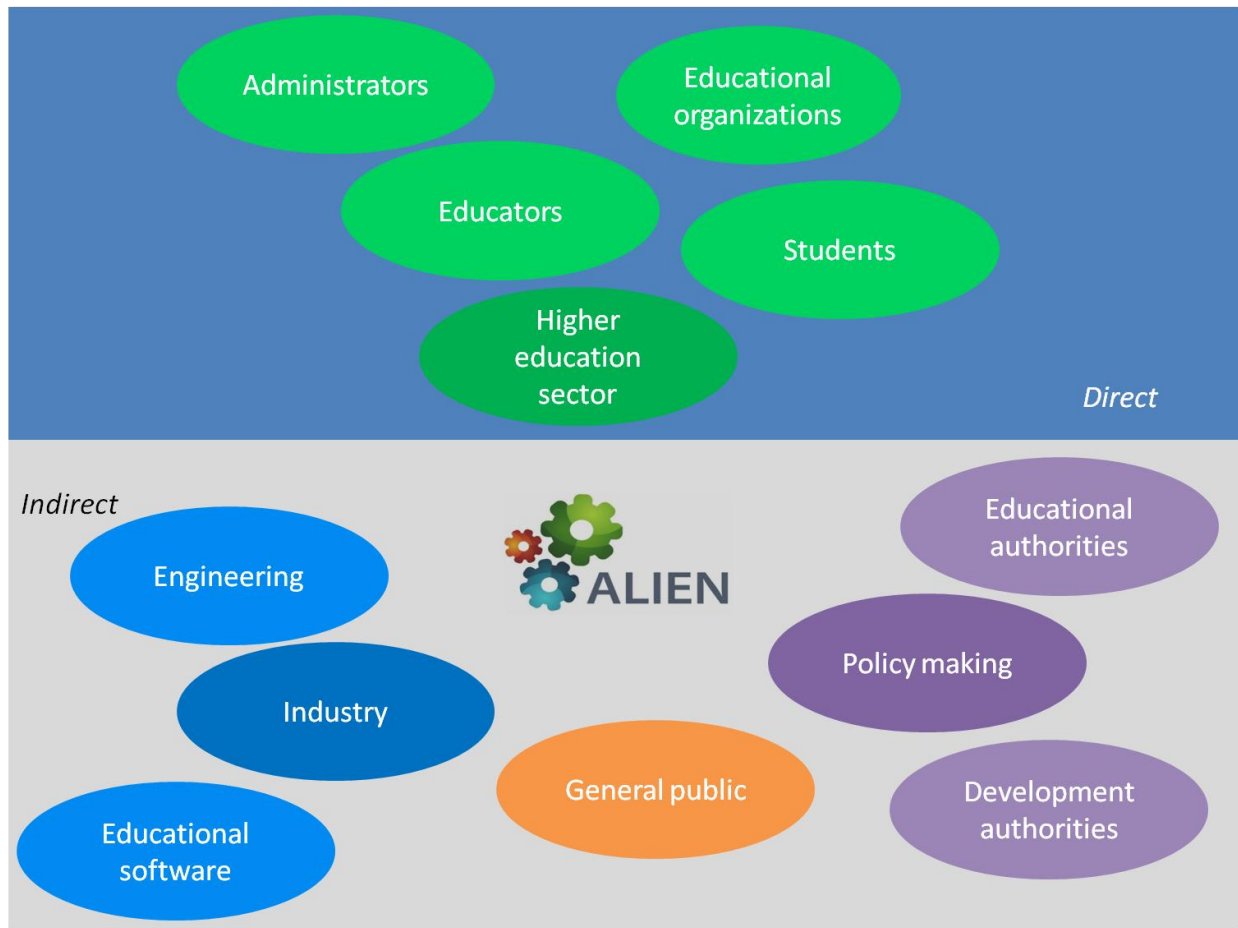 Administrators
Educational
organizations
Educators
Students
Higher
education
sector
Direct
Indirect
Educational
authorities
Engineering
ALIEN
Policy making
Industry
General public
Development
authorities
Educational
software